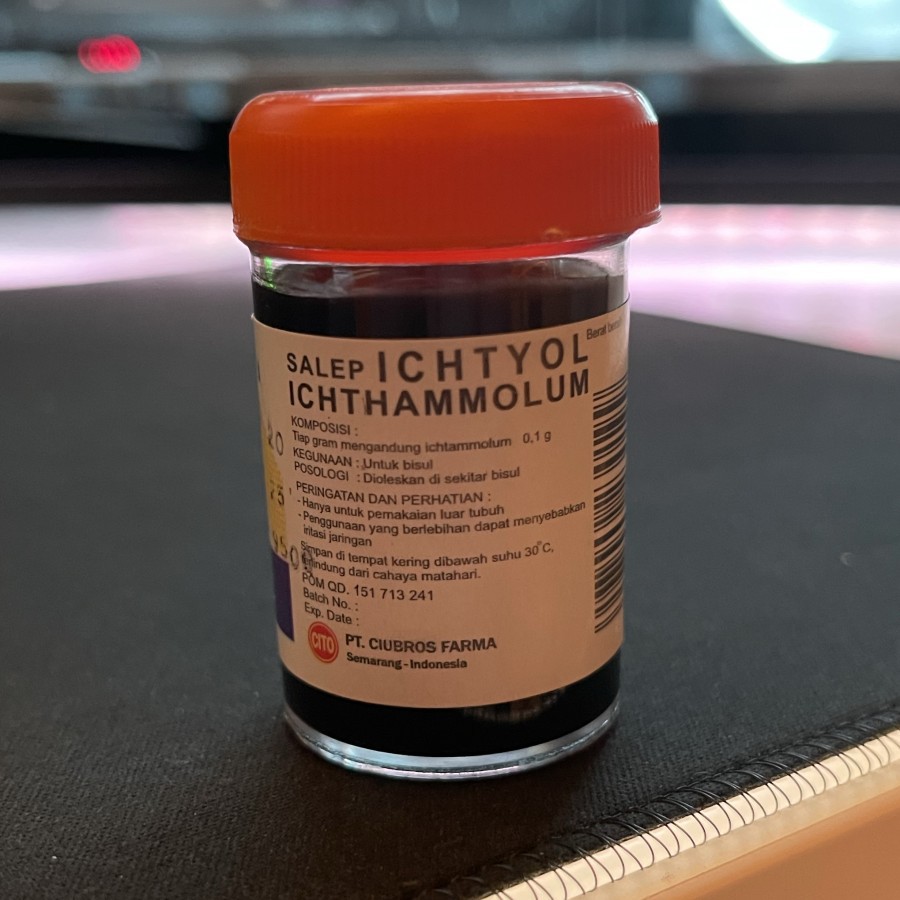 Berat bersih
SALEP ICHTYOL
ICHTHAMMOLUM
KOMPOSISI :
Tiap gram mengandung ichtammolum 0,1 g
KEGUNAAN : Untuk bisul
POSOLOGI : Dioleskan di sekitar bisul
PERINGATAN DAN PERHATIAN :
- Hanya untuk pemakaian luar tubuh
- Penggunaan yang berlebihan dapat menyebabkan
iritasi jaringan
Simpan di tempat kering dibawah suhu 30°C,
terlindung dari cahaya matahari.
POM QD. 151 713 241
Batch No. :
Exp. Date :
CITO
PT. CIUBROS FARMA
Semarang - Indonesia